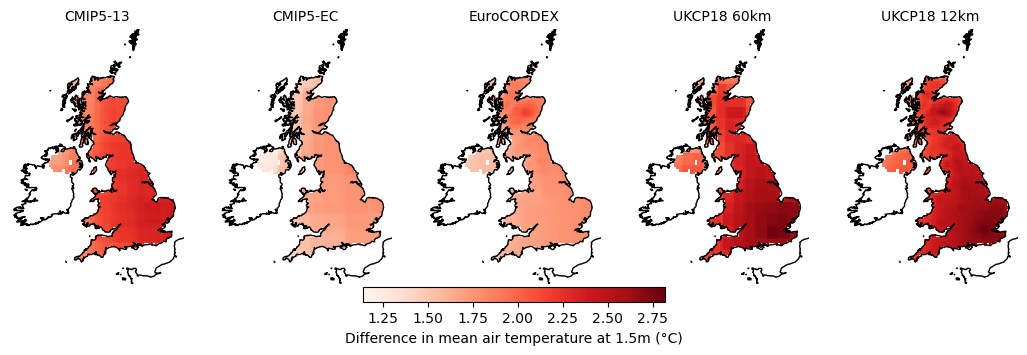 CMIP5-13 CMIP5-EC EuroCORDEX UKCP18 60km UKCP18 12km
1.25 1.50 1.75 2.00 2.25 2.50 2.75
Difference in mean air temperature at 1.5m (°C)